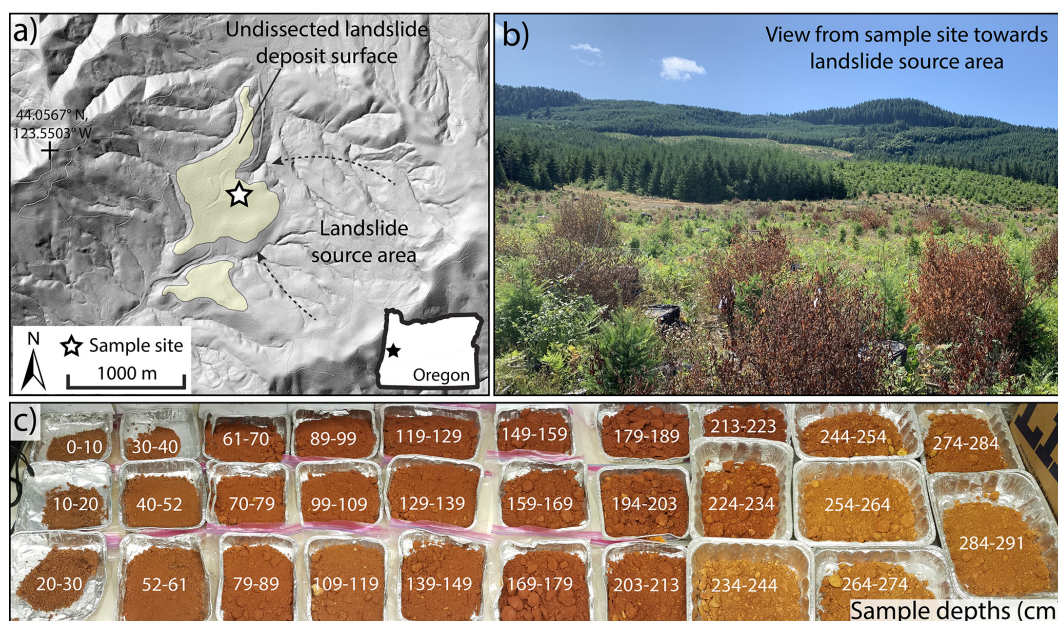 a)
Undissected landslide
deposit surface
44.0567° N,
123.5503° W
Landslide
source area
N
Sample site
1000 m
Oregon
b)
View from sample site towards
landslide source area
c)
0-10
30-40
61-70
89-99
119-129
149-159
179-189
213-223
244-254
274-284
10-20
40-52
70-79
99-109
129-139
159-169
194-203
224-234
254-264
284-291
20-30
52-61
79-89
109-119
139-149
169-179
203-213
234-244
264-274
Sample depths (cm)